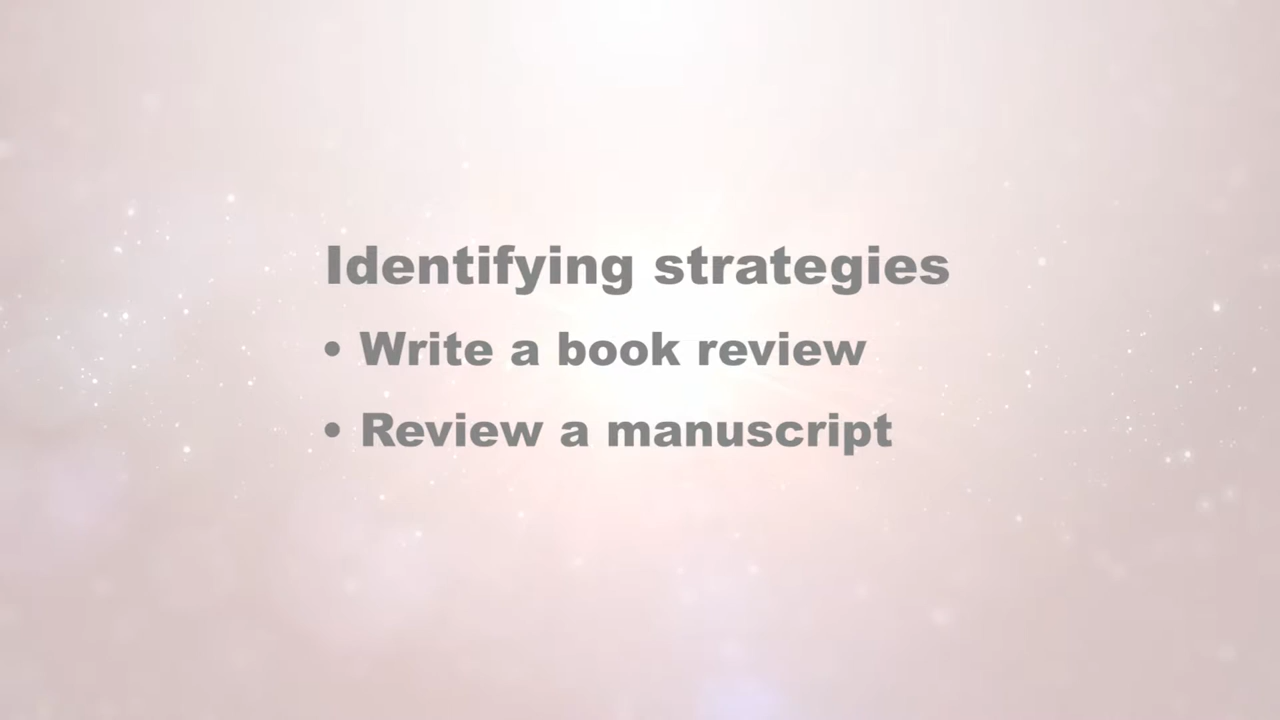 Identifying strategies
• Write a book review
• Review a manuscript